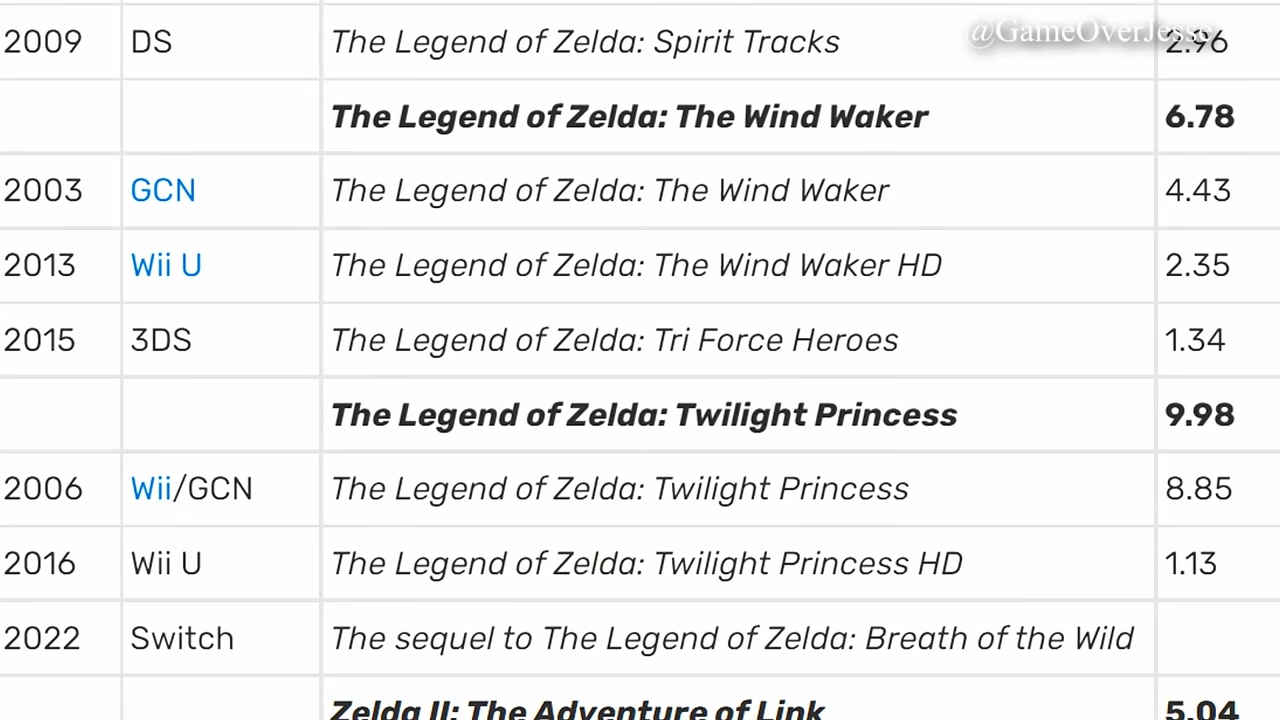 2009 DS The Legend of Zelda: Spirit Tracks 2.96
@GameOverJesse
The Legend of Zelda: The Wind Waker 6.78
2003 GCN The Legend of Zelda: The Wind Waker 4.43
2013 Wii U The Legend of Zelda: The Wind Waker HD 2.35
2015 3DS The Legend of Zelda: Tri Force Heroes 1.34
The Legend of Zelda: Twilight Princess 9.98
2006 Wii/GCN The Legend of Zelda: Twilight Princess 8.85
2016 Wii U The Legend of Zelda: Twilight Princess HD 1.13
2022 Switch The sequel to The Legend of Zelda: Breath of the Wild
Zelda II: The Adventure of Link 5.04